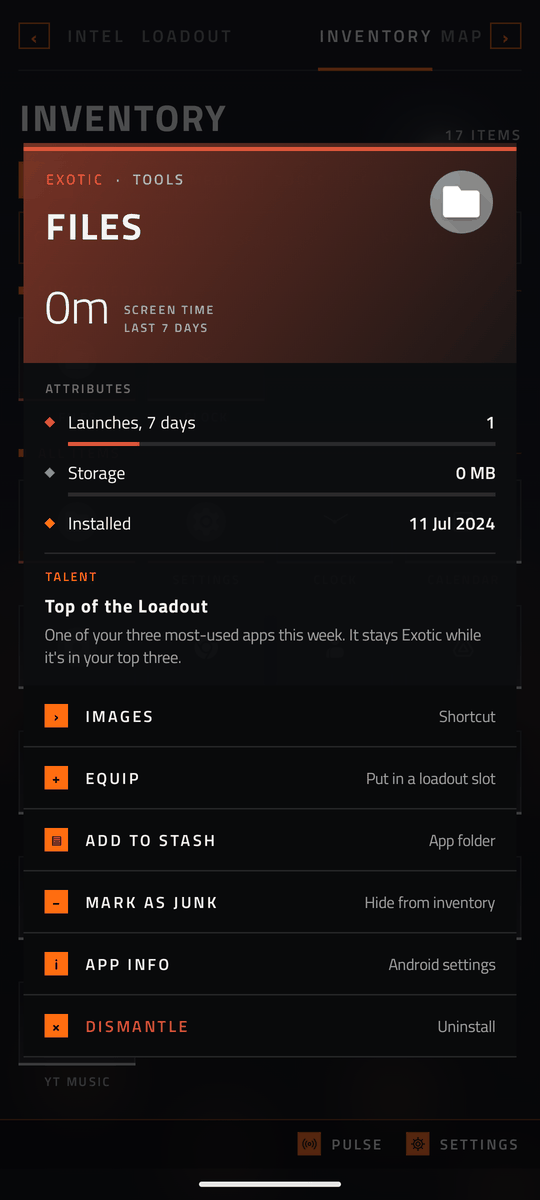 INTEL LOADOUT INVENTORY MAP
INVENTORY
17 ITEMS
EXOTIC · TOOLS
FILES
0m
SCREEN TIME
LAST 7 DAYS
ATTRIBUTES
Launches, 7 days 1
Storage 0 MB
Installed 11 Jul 2024
TALENT
Top of the Loadout
One of your three most-used apps this week. It stays Exotic while
it's in your top three.
IMAGES Shortcut
EQUIP Put in a loadout slot
ADD TO STASH App folder
MARK AS JUNK Hide from inventory
APP INFO Android settings
DISMANTLE Uninstall
YT MUSIC
PULSE SETTINGS